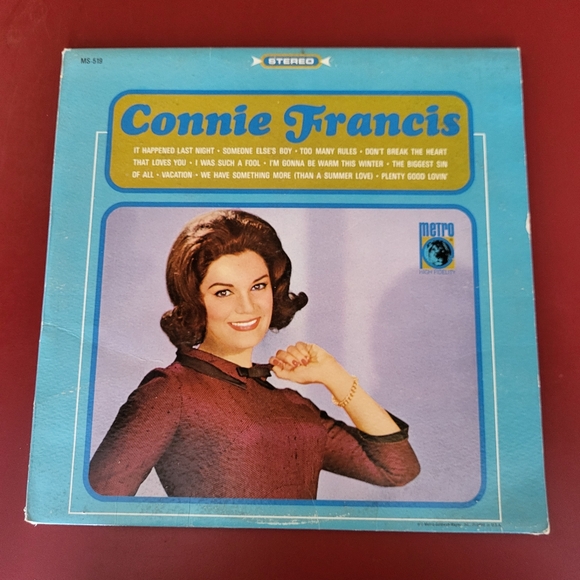 MS-519
STEREO
Connie Francis
IT HAPPENED LAST NIGHT • SOMEONE ELSE'S BOY • TOO MANY RULES • DON'T BREAK THE HEART
THAT LOVES YOU • I WAS SUCH A FOOL • I'M GONNA BE WARM THIS WINTER • THE BIGGEST SIN
OF ALL • VACATION • WE HAVE SOMETHING MORE (THAN A SUMMER LOVE) • PLENTY GOOD LOVIN'
METRO
HIGH FIDELITY